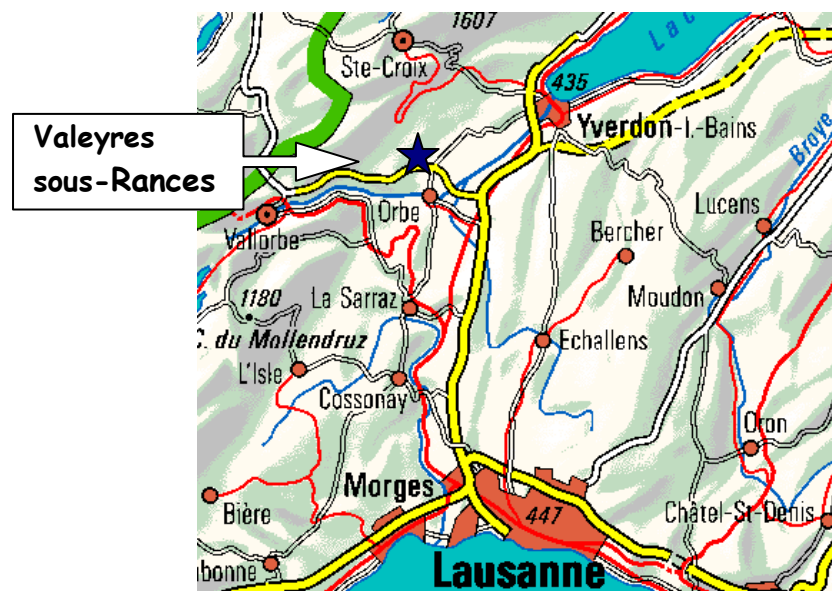 1607
Lac
Ste-Croix
435
Valeyres
sous-Rances
Yverdon-l.-Bains
Broye
Orbe
Lucens
Vallorbe
Bercher
1180
La Sarraz
Moudon
C. du Mollendruz
Echallens
L'Isle
Cossonay
Oron
Morges
Bière
447
Châtel-St-Denis
bonne
Lausanne